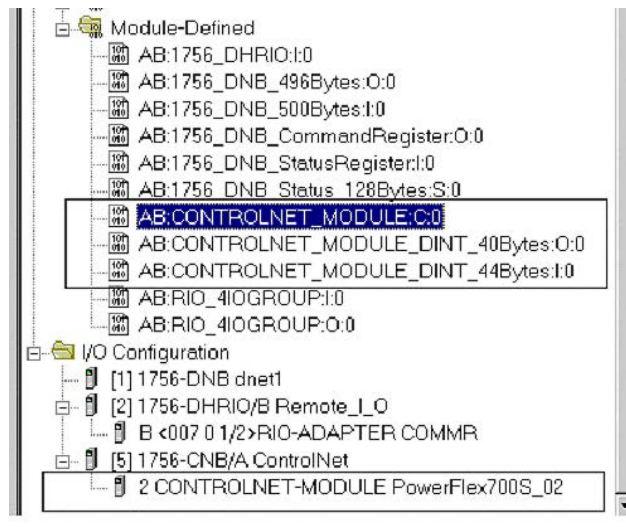 Module-Defined
AB:1756_DHRIO:I:0
AB:1756_DNB_496Bytes:O:0
AB:1756_DNB_500Bytes:I:0
AB:1756_DNB_CommandRegister:O:0
AB:1756_DNB_StatusRegister:I:0
AB:1756_DNB_Status_128Bytes:S:0
AB:CONTROLNET_MODULE:C:0
AB:CONTROLNET_MODULE_DINT_40Bytes:O:0
AB:CONTROLNET_MODULE_DINT_44Bytes:I:0
AB:RIO_4IOGROUP:I:0
AB:RIO_4IOGROUP:O:0
I/O Configuration
[1] 1756-DNB dnet1
[2] 1756-DHRIO/B Remote_I_O
B <007 0 1/2>RIO-ADAPTER COMMR
[5] 1756-CNB/A ControlNet
2 CONTROLNET-MODULE PowerFlex700S_02